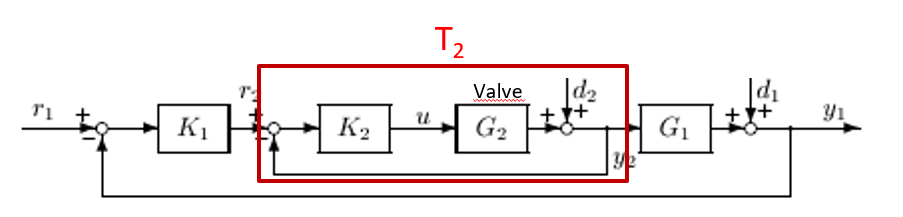 T2
Valve
r1 + − K1 r2 + − K2 u G2 + d2 + y2 G1 + d1 + y1